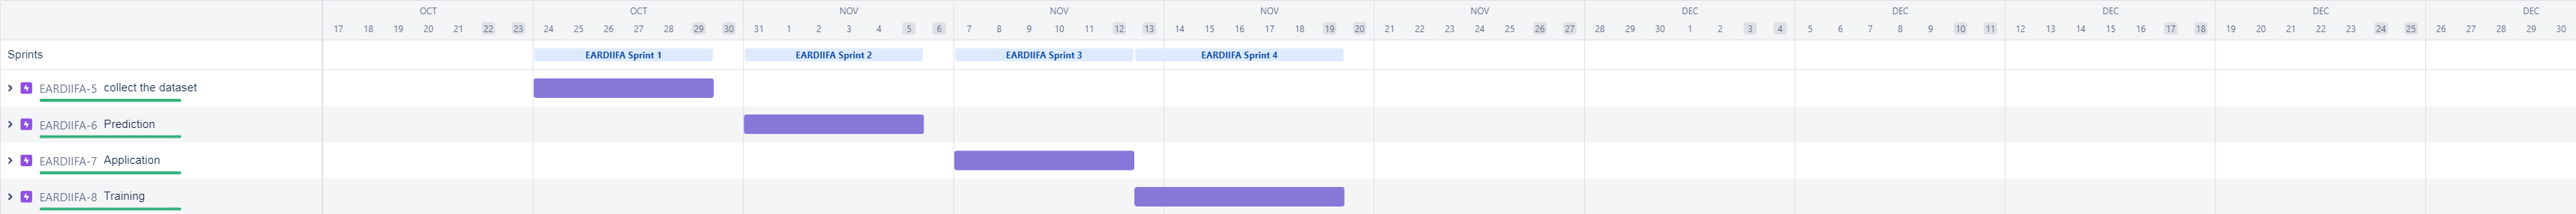 OCT OCT NOV NOV NOV NOV DEC DEC DEC DEC DEC
17 18 19 20 21 22 23 24 25 26 27 28 29 30 31 1 2 3 4 5 6 7 8 9 10 11 12 13 14 15 16 17 18 19 20 21 22 23 24 25 26 27 28 29 30 1 2 3 4 5 6 7 8 9 10 11 12 13 14 15 16 17 18 19 20 21 22 23 24 25 26 27 28 29 30
Sprints EARDIIFA Sprint 1 EARDIIFA Sprint 2 EARDIIFA Sprint 3 EARDIIFA Sprint 4
EARDIIFA-5 collect the dataset
EARDIIFA-6 Prediction
EARDIIFA-7 Application
EARDIIFA-8 Training